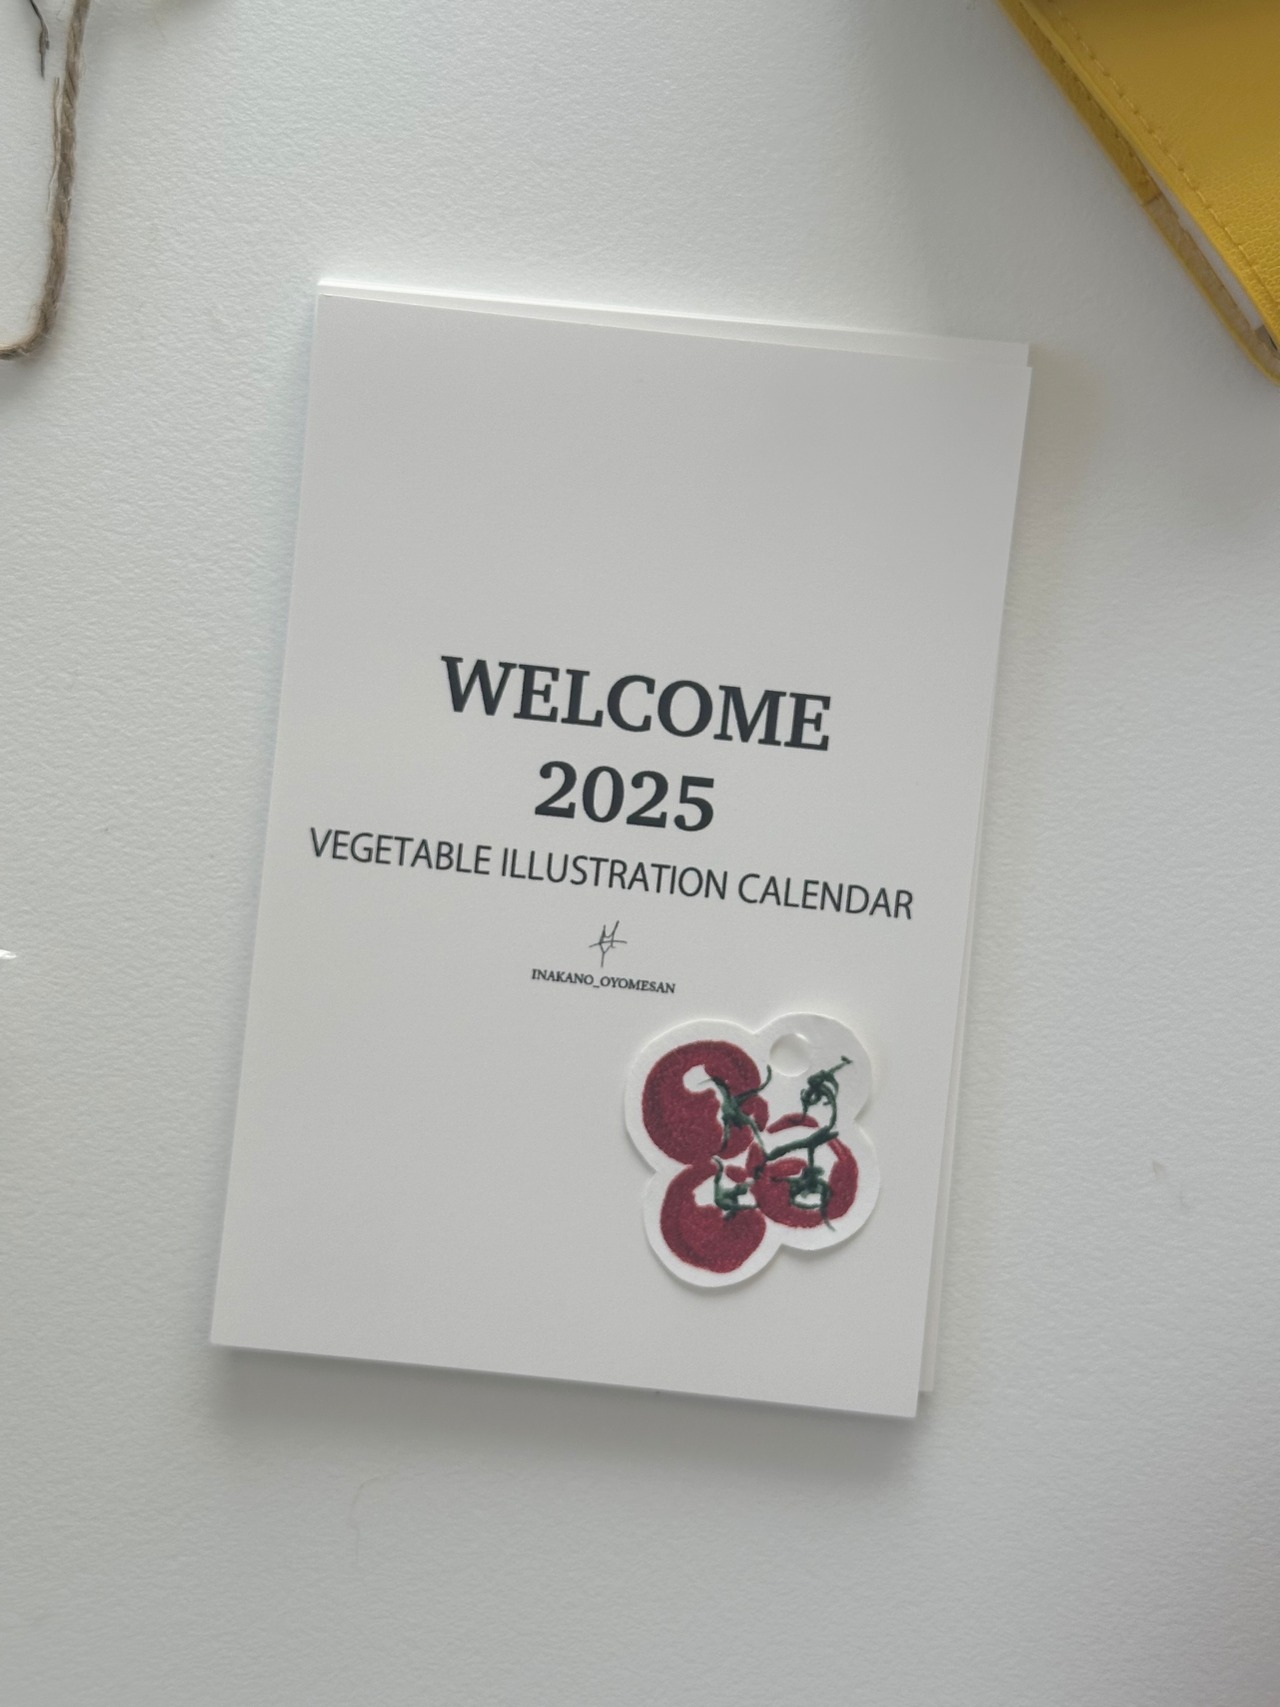 WELCOME
2025
VEGETABLE ILLUSTRATION CALENDAR
INAKANO_OYOMESAN